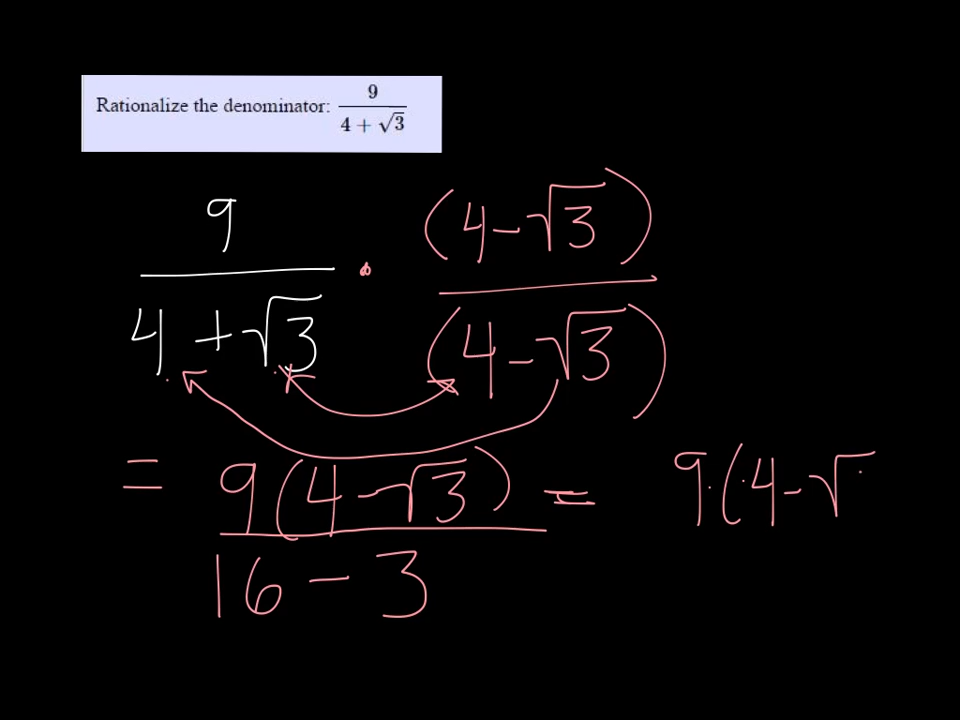 Rationalize the denominator: 9 / (4 + √3)
9 (4-√3)
4 + √3 · (4-√3)
= 9(4-√3) = 9(4-√
16 - 3